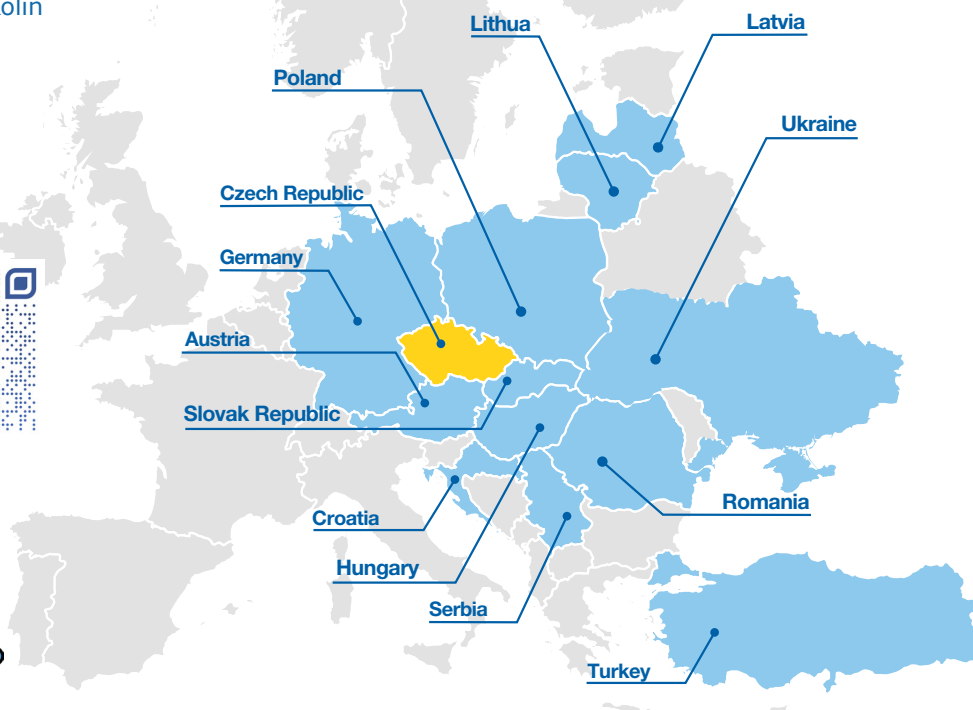 olin
Lithua
Latvia
Poland
Ukraine
Czech Republic
Germany
Austria
Slovak Republic
Romania
Croatia
Hungary
Serbia
Turkey